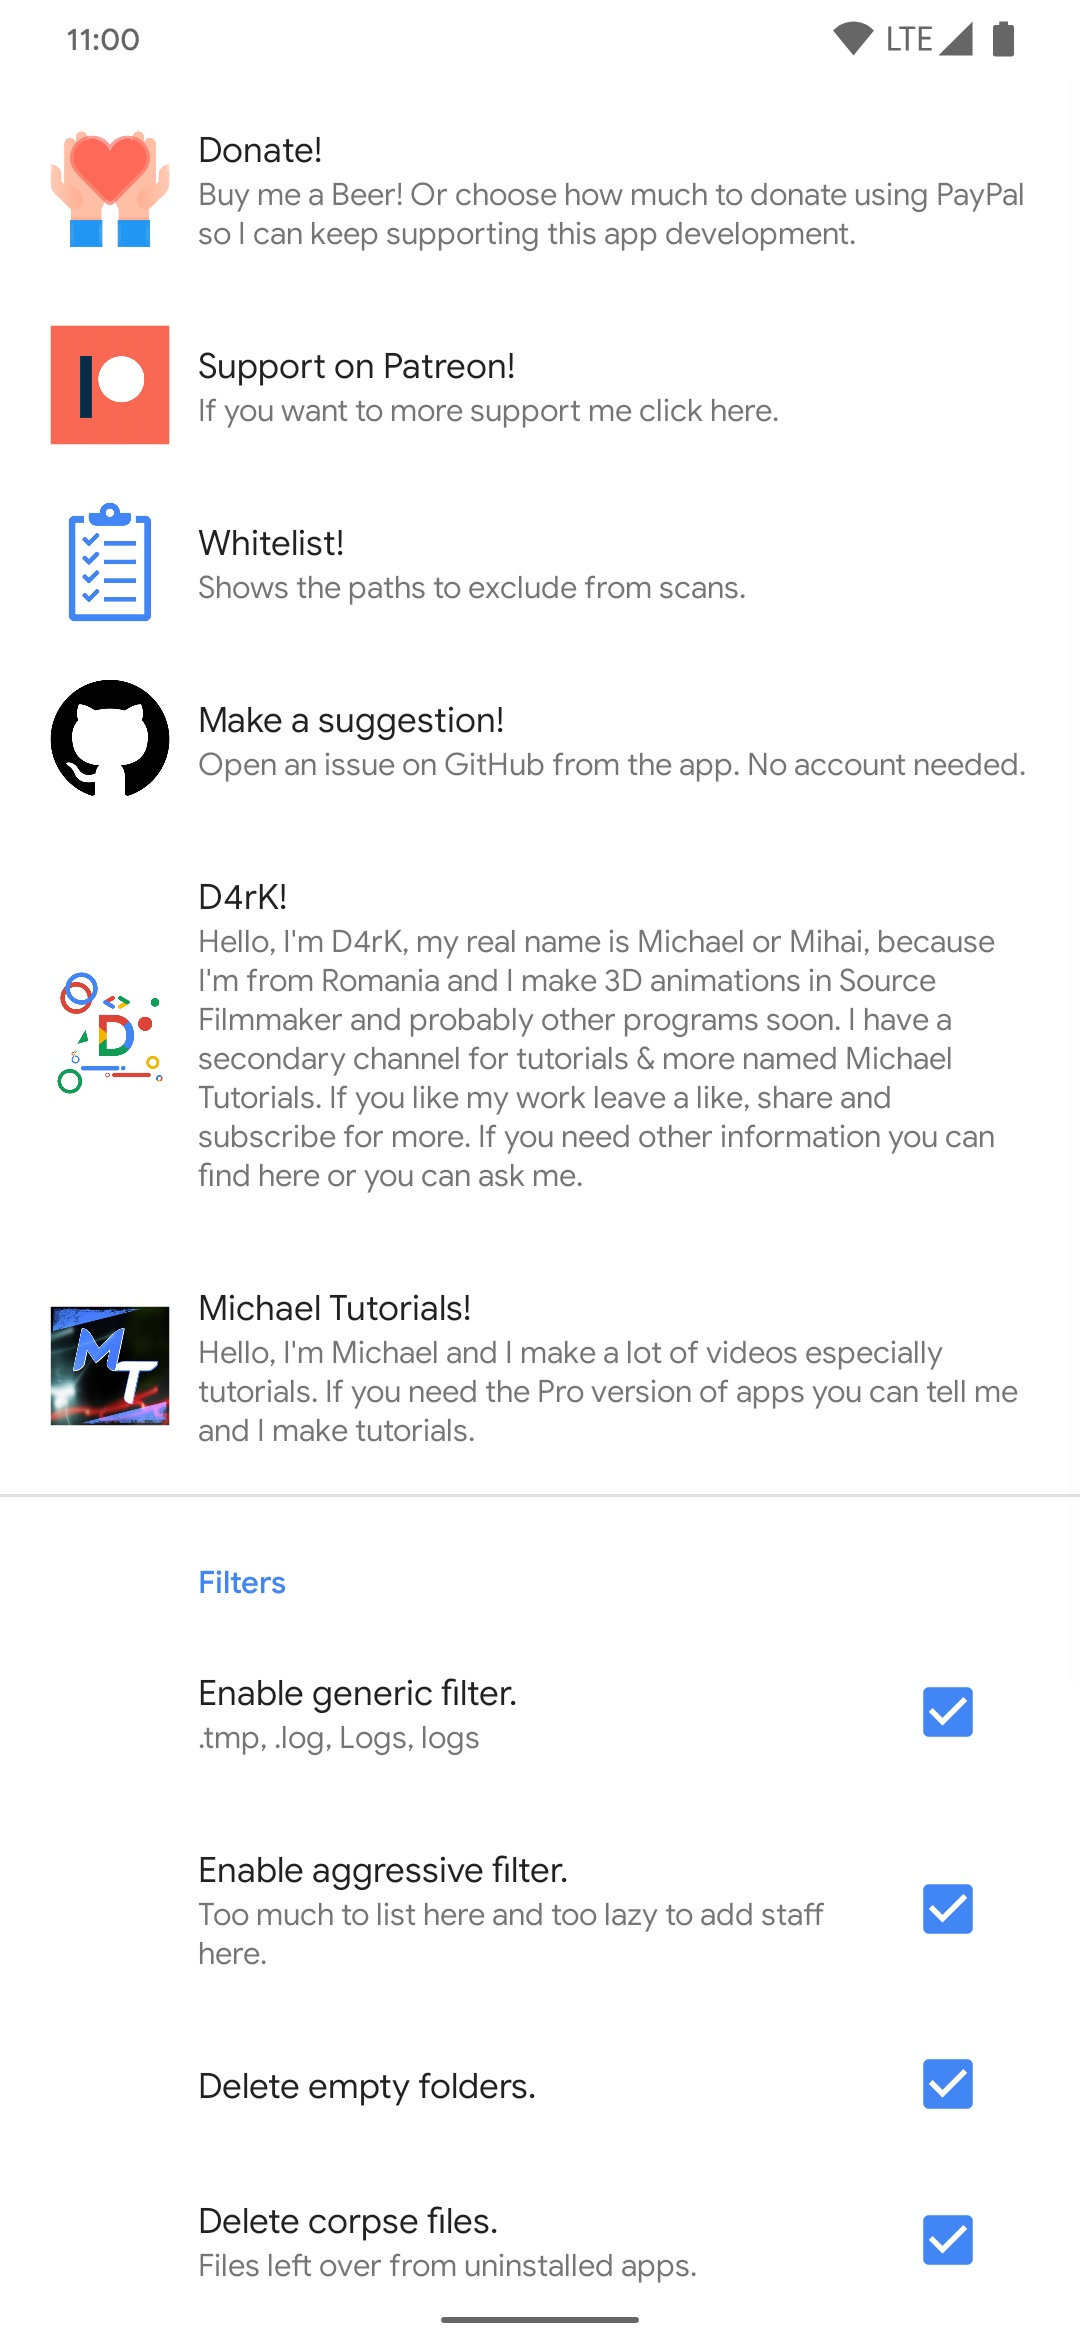 11:00
LTE
Donate!
Buy me a Beer! Or choose how much to donate using PayPal
so I can keep supporting this app development.
Support on Patreon!
If you want to more support me click here.
Whitelist!
Shows the paths to exclude from scans.
Make a suggestion!
Open an issue on GitHub from the app. No account needed.
D4rK!
Hello, I'm D4rK, my real name is Michael or Mihai, because
I'm from Romania and I make 3D animations in Source
Filmmaker and probably other programs soon. I have a
secondary channel for tutorials & more named Michael
Tutorials. If you like my work leave a like, share and
subscribe for more. If you need other information you can
find here or you can ask me.
D
Michael Tutorials!
Hello, I'm Michael and I make a lot of videos especially
tutorials. If you need the Pro version of apps you can tell me
and I make tutorials.
MT
Filters
Enable generic filter.
.tmp, .log, Logs, logs
Enable aggressive filter.
Too much to list here and too lazy to add staff
here.
Delete empty folders.
Delete corpse files.
Files left over from uninstalled apps.